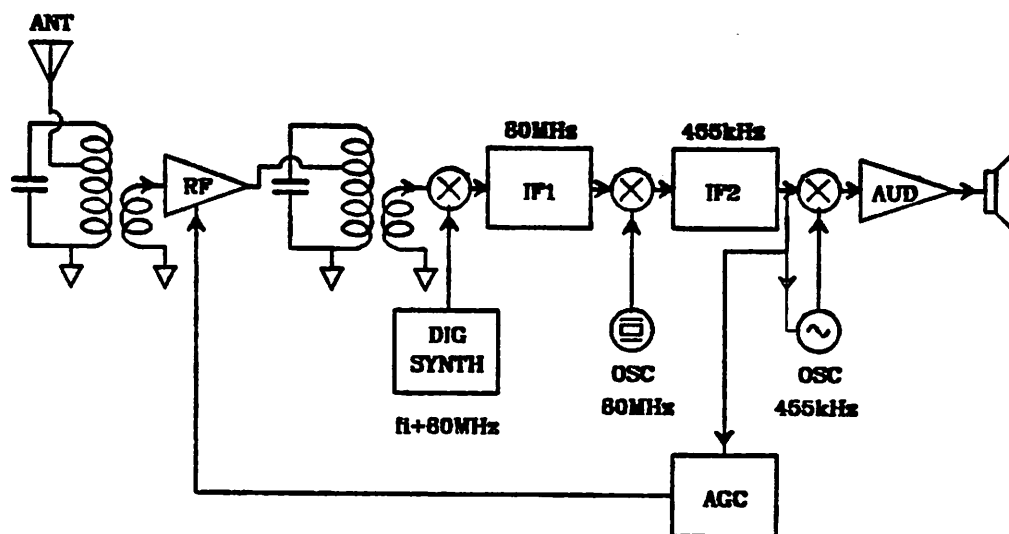 ANT
80MHz
455kHz
RF
IF1
IF2
AUD
DIG
SYNTH
OSC
80MHz
OSC
455kHz
fi+80MHz
AGC